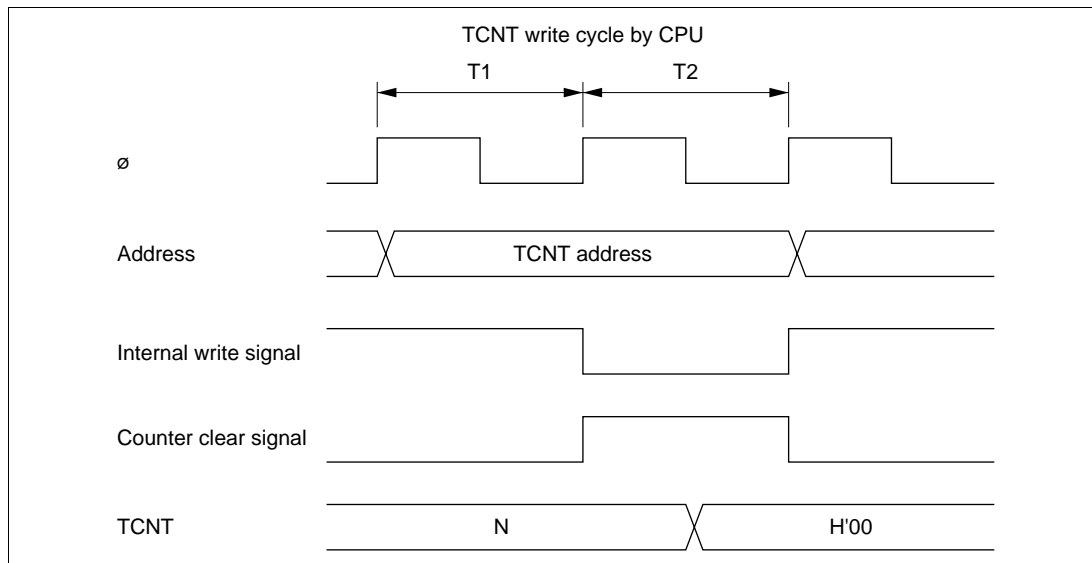 TCNT write cycle by CPU
T1 T2
ø
Address TCNT address
Internal write signal
Counter clear signal
TCNT N H'00